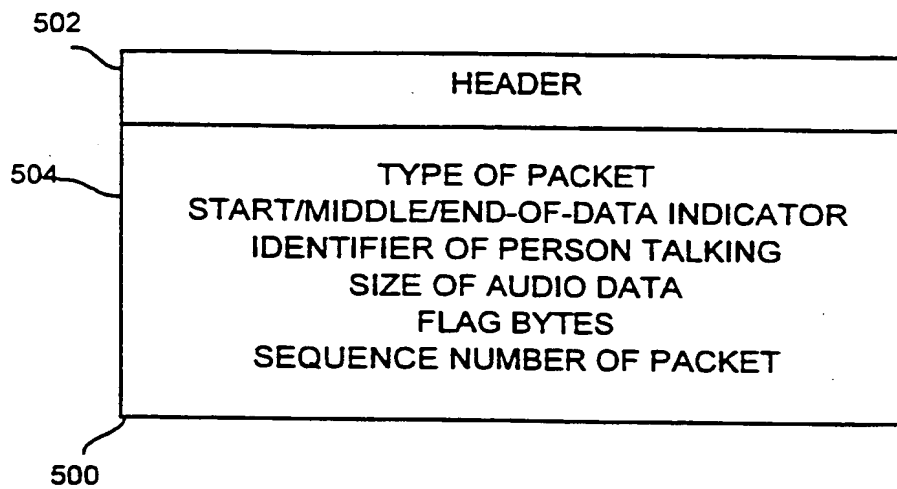 502
HEADER
504
TYPE OF PACKET
START/MIDDLE/END-OF-DATA INDICATOR
IDENTIFIER OF PERSON TALKING
SIZE OF AUDIO DATA
FLAG BYTES
SEQUENCE NUMBER OF PACKET
500